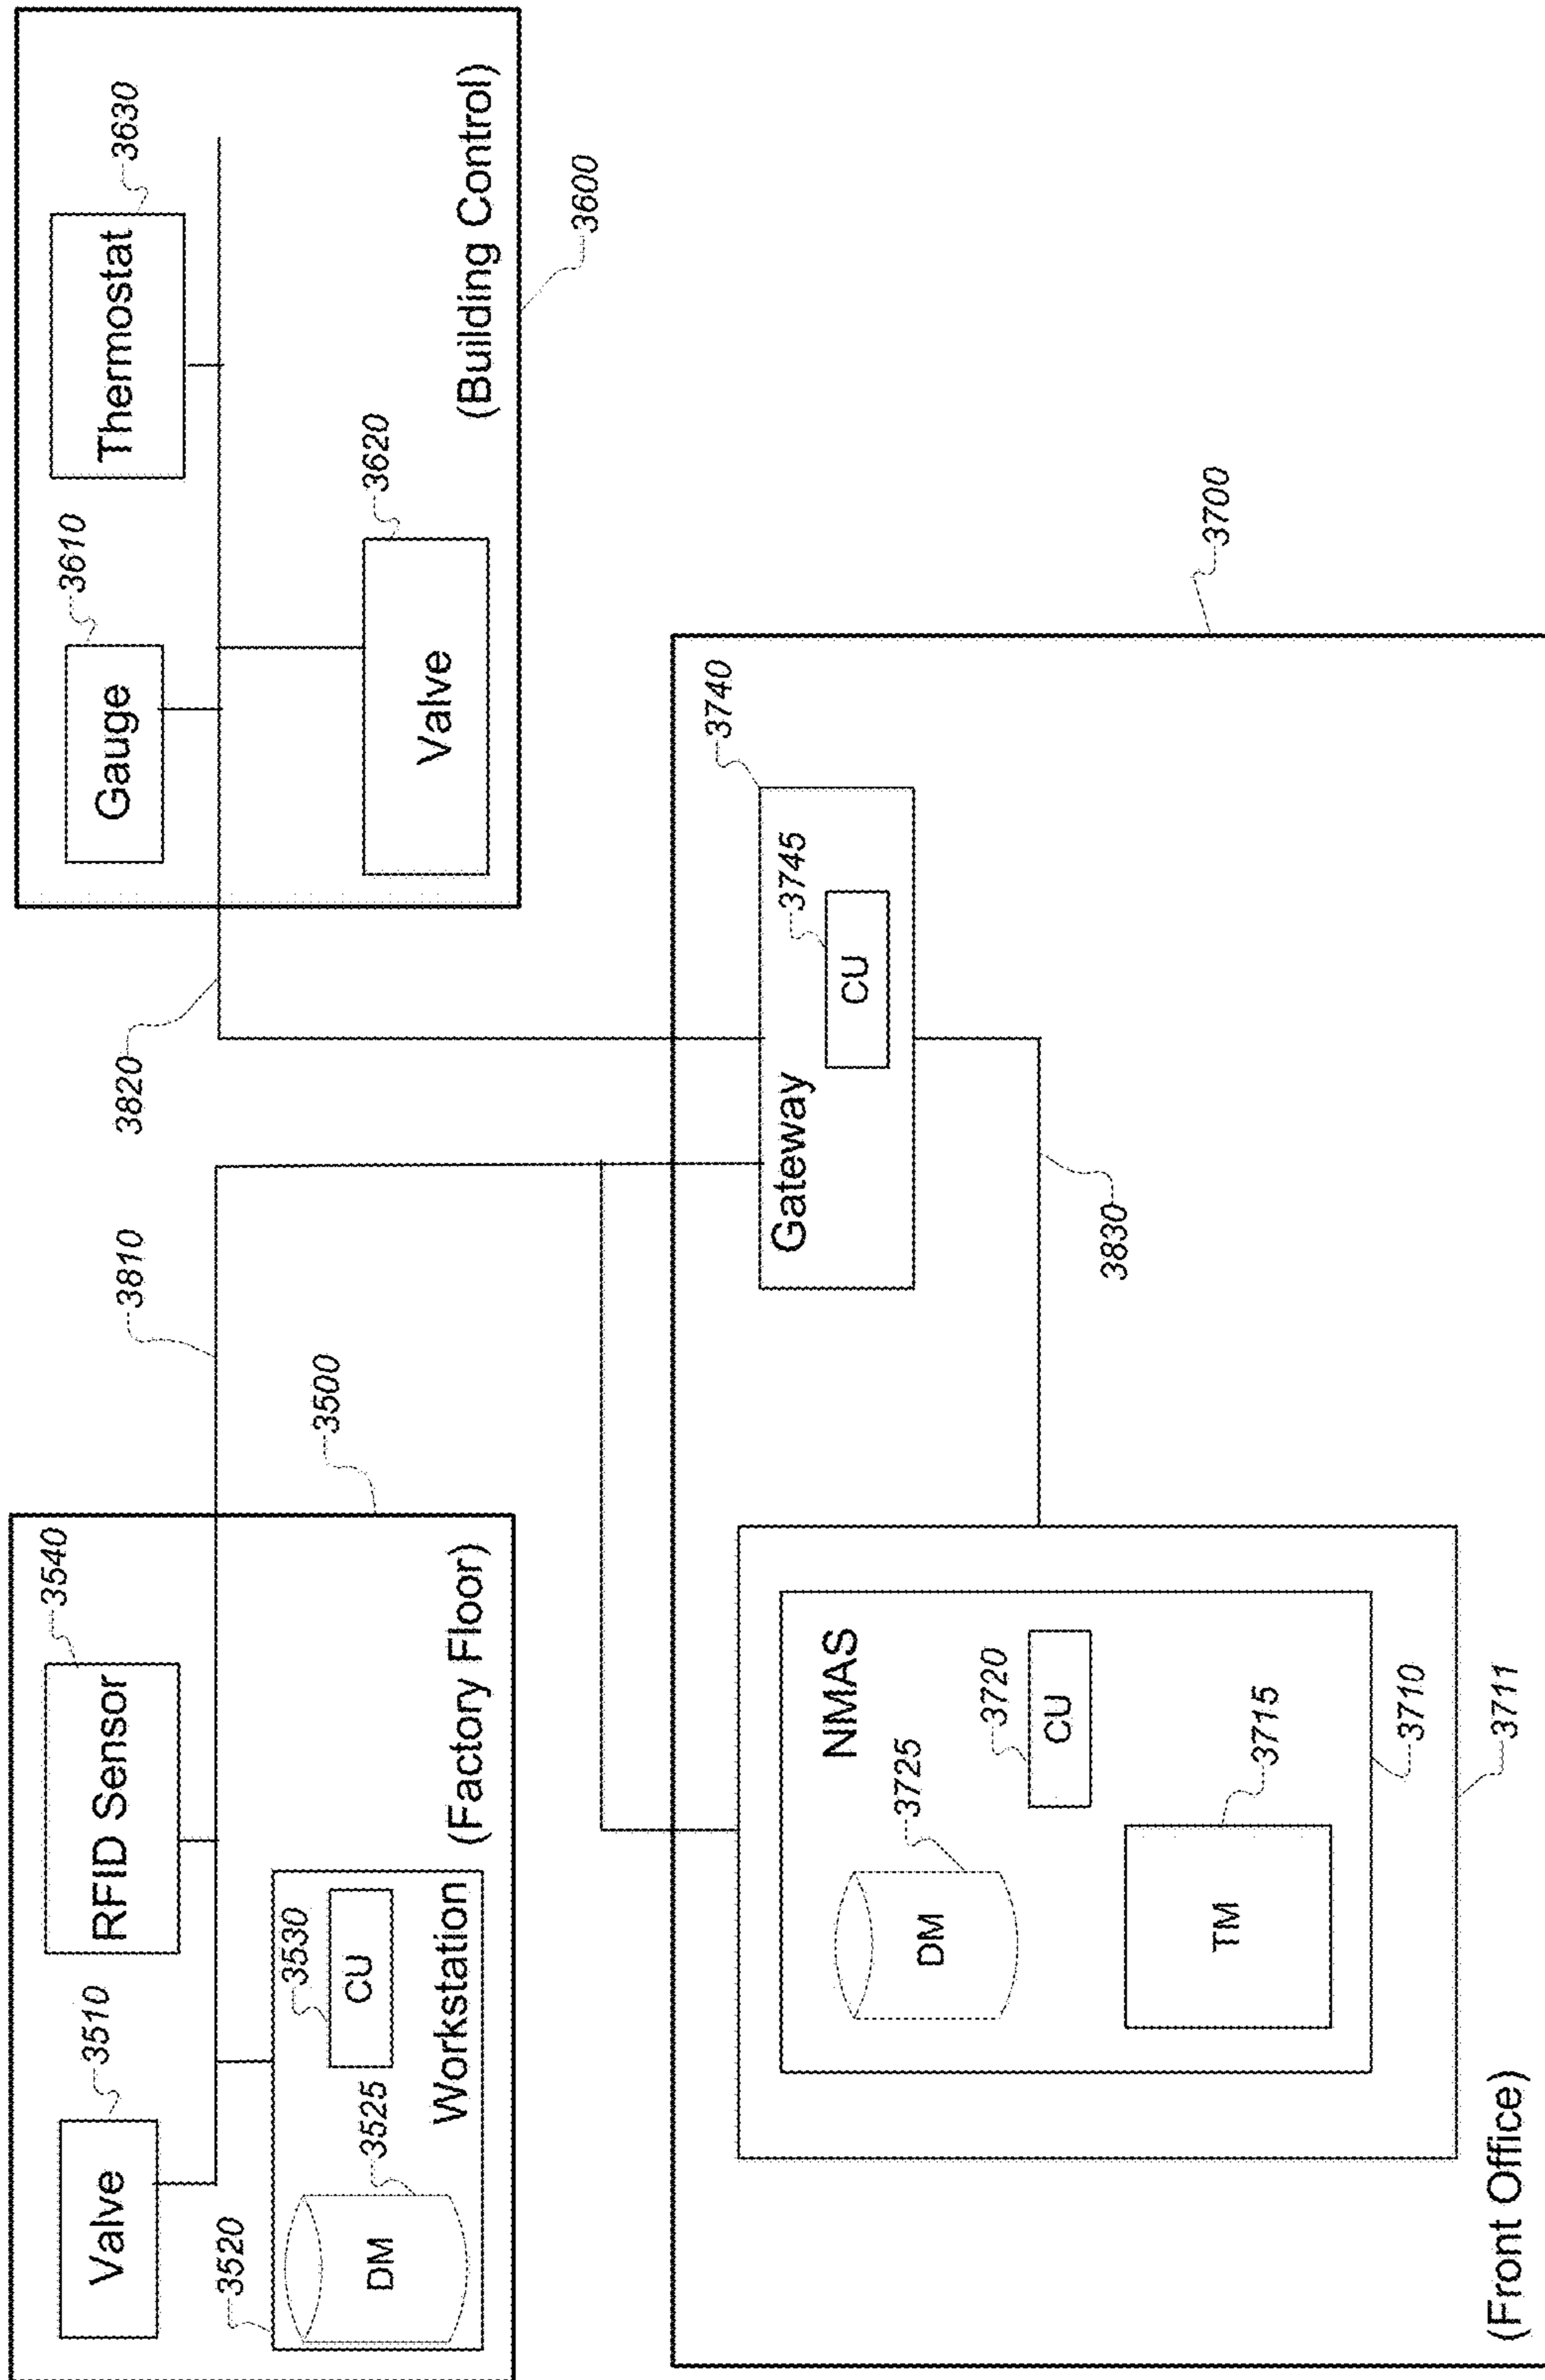 Valve
3510
RFID Sensor
3540
3520
DM
3525
CU
3530
Workstation
(Factory Floor)
3500
3810
3820
Gauge
3610
Thermostat
3630
Valve
3620
(Building Control)
3600
3700
Gateway
CU
3745
3740
3830
NMAS
DM
3725
CU
3720
TM
3715
3710
3711
(Front Office)